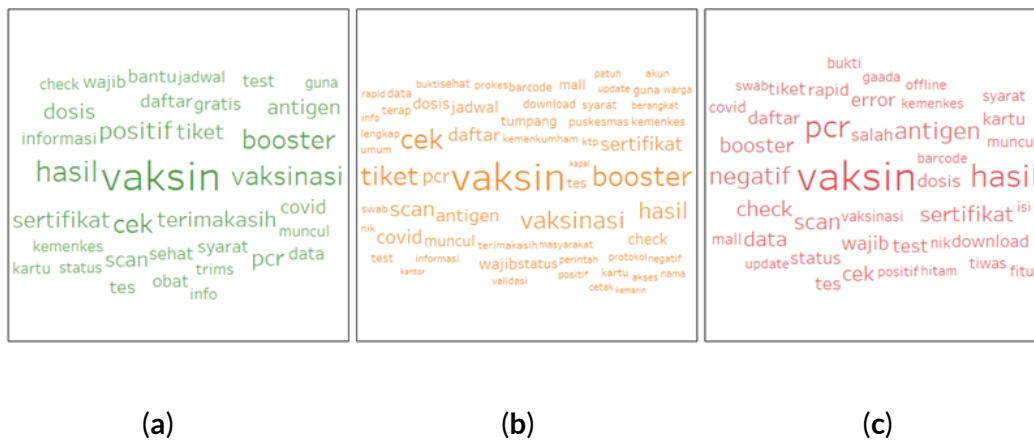 check wajib bantu jadwal test guna
dosis daftar gratis antigen
informasi positif tiket booster
hasil vaksin vaksinasi
sertifikat cek terimakasih covid
muncul
kemenkes scan sehat syarat pcr data
kartu status trims
tes obat info
(a)
patuh akun
buktisehat prokes barcode mall update guna warga
rapid data dosis jadwal download syarat berangkat
info terap tumpang puskesmas kemenkes
lengkap cek daftar kemenkumham ktp sertifikat
umum
kapal
tiket pcr vaksin tes booster
swab scan antigen vaksinasi hasil
nik
covid muncul terimakasih masyarakat check
test informasi wajib status perintah protokol negatif
kantor positif kartu akses nama
validasi cetak kemarin
(b)
bukti
swab tiket rapid gaada offline
covid error kemenkes syarat
daftar pcr salah antigen kartu
booster muncul
barcode
negatif vaksin dosis hasil
check scan vaksinasi sertifikat isi
mall data wajib test nik download
update status cek positif hitam tiwas fitu
tes
(c)